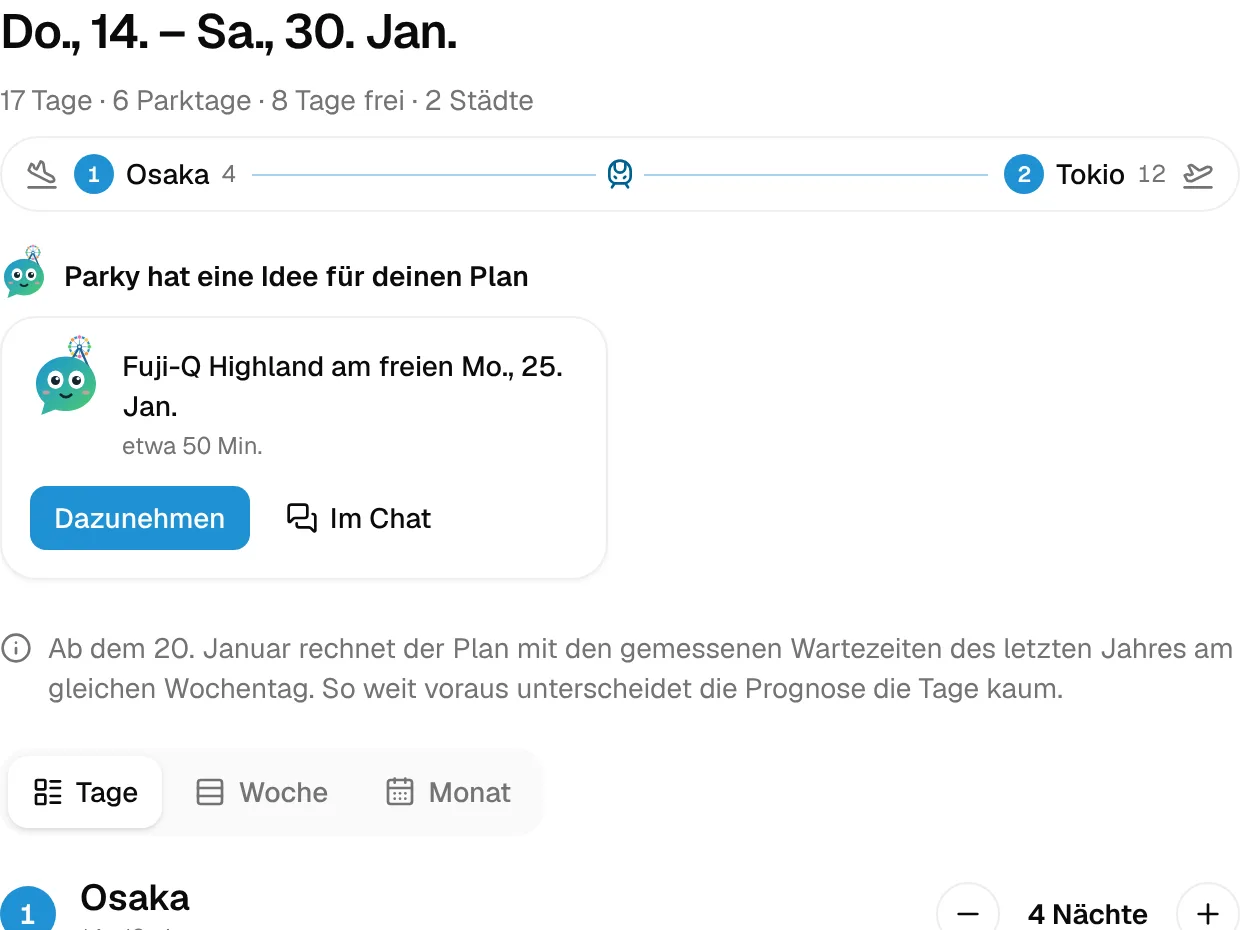 Do., 14. – Sa., 30. Jan.
17 Tage · 6 Parktage · 8 Tage frei · 2 Städte
1 Osaka 4 2 Tokio 12
Parky hat eine Idee für deinen Plan
Fuji-Q Highland am freien Mo., 25.
Jan.
etwa 50 Min.
Dazunehmen Im Chat
Ab dem 20. Januar rechnet der Plan mit den gemessenen Wartezeiten des letzten Jahres am
gleichen Wochentag. So weit voraus unterscheidet die Prognose die Tage kaum.
Tage Woche Monat
1 Osaka − 4 Nächte +